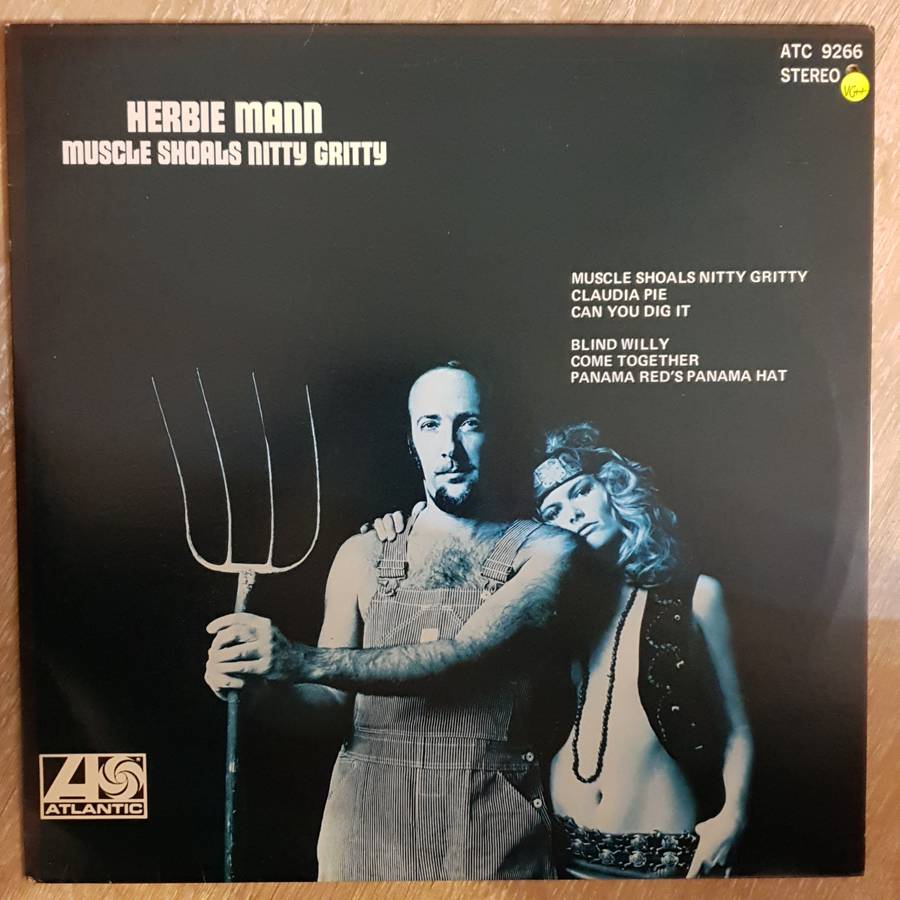 ATC 9266
STEREO
VG++
HERBIE MANN
MUSCLE SHOALS NITTY GRITTY
MUSCLE SHOALS NITTY GRITTY
CLAUDIA PIE
CAN YOU DIG IT
BLIND WILLY
COME TOGETHER
PANAMA RED'S PANAMA HAT
ATLANTIC